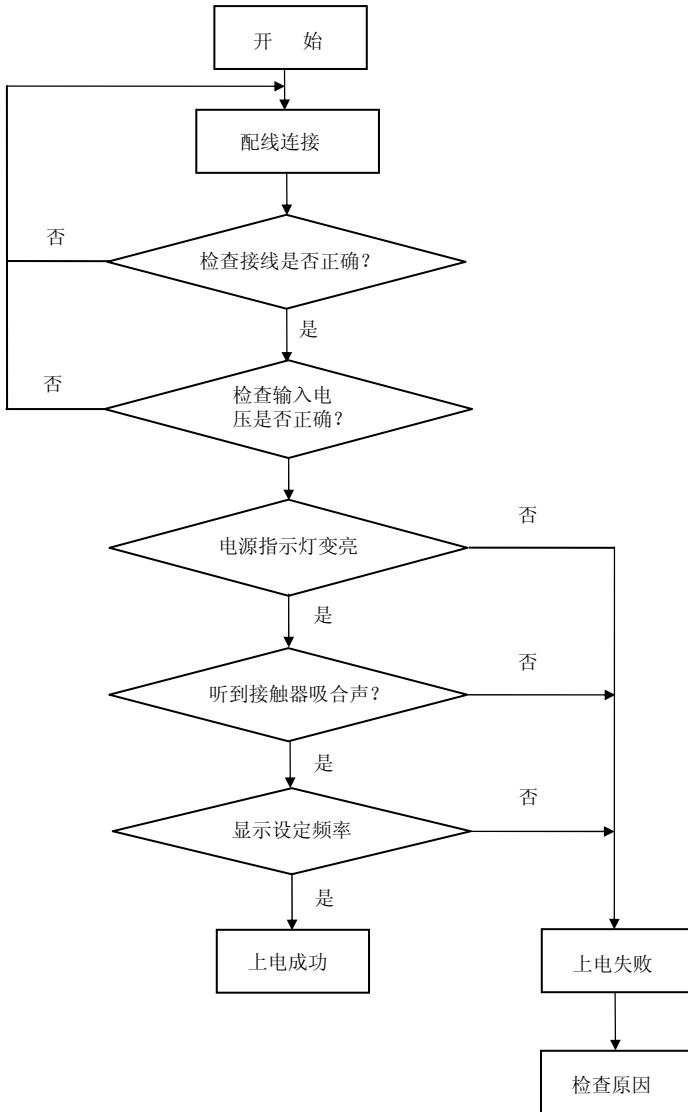 开 始
配线连接
否
检查接线是否正确？
是
否
检查输入电
压是否正确？
否
电源指示灯变亮
是
否
听到接触器吸合声？
是
否
显示设定频率
是
上电成功
上电失败
检查原因